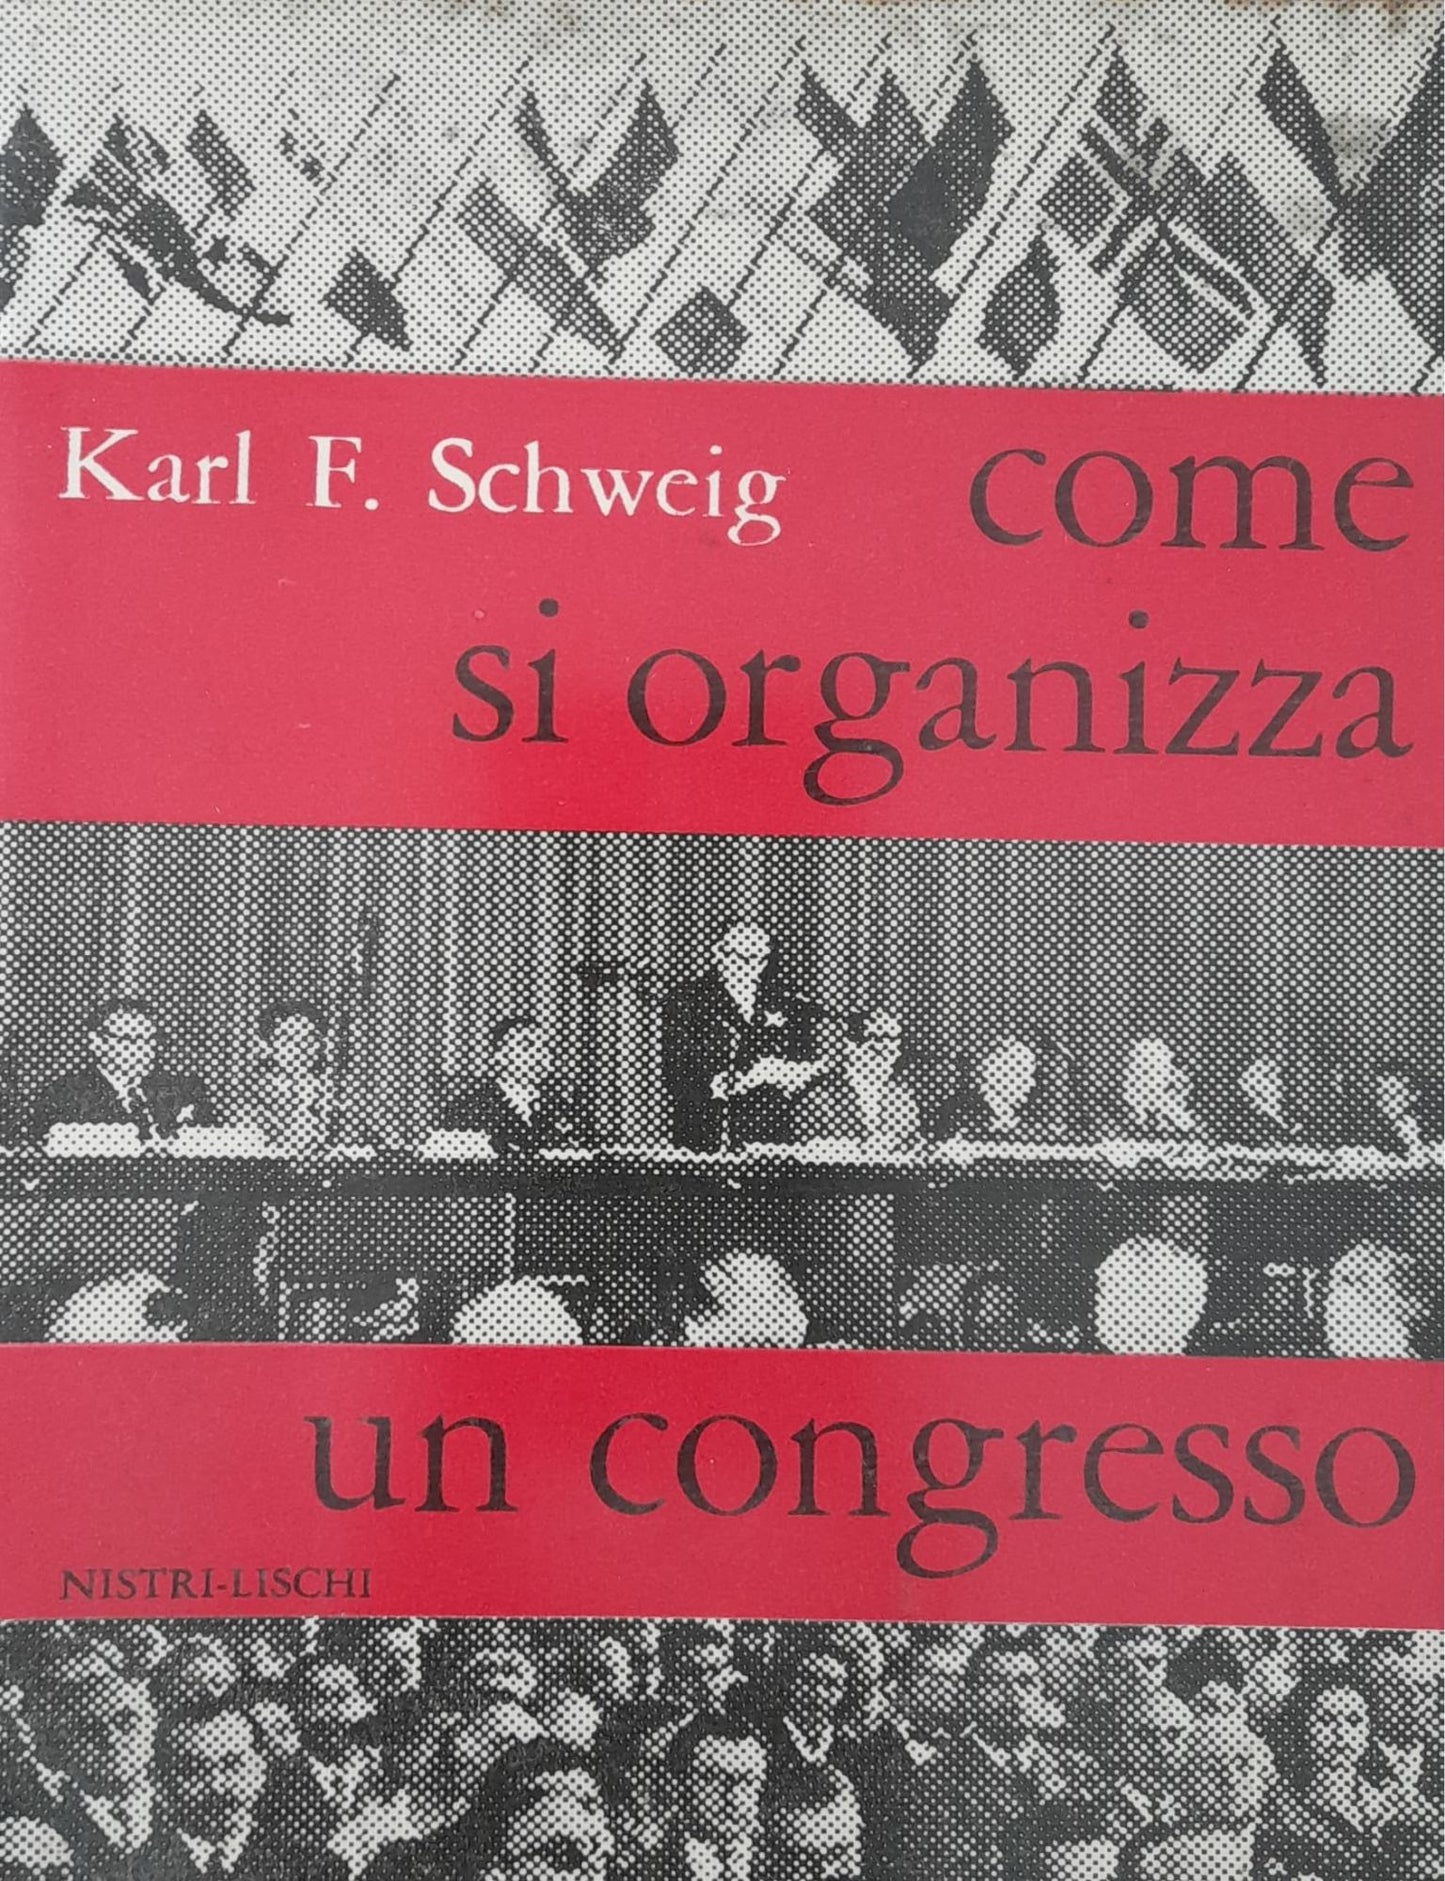 Karl F. Schweig
come
si organizza
un congresso
NISTRI-LISCHI